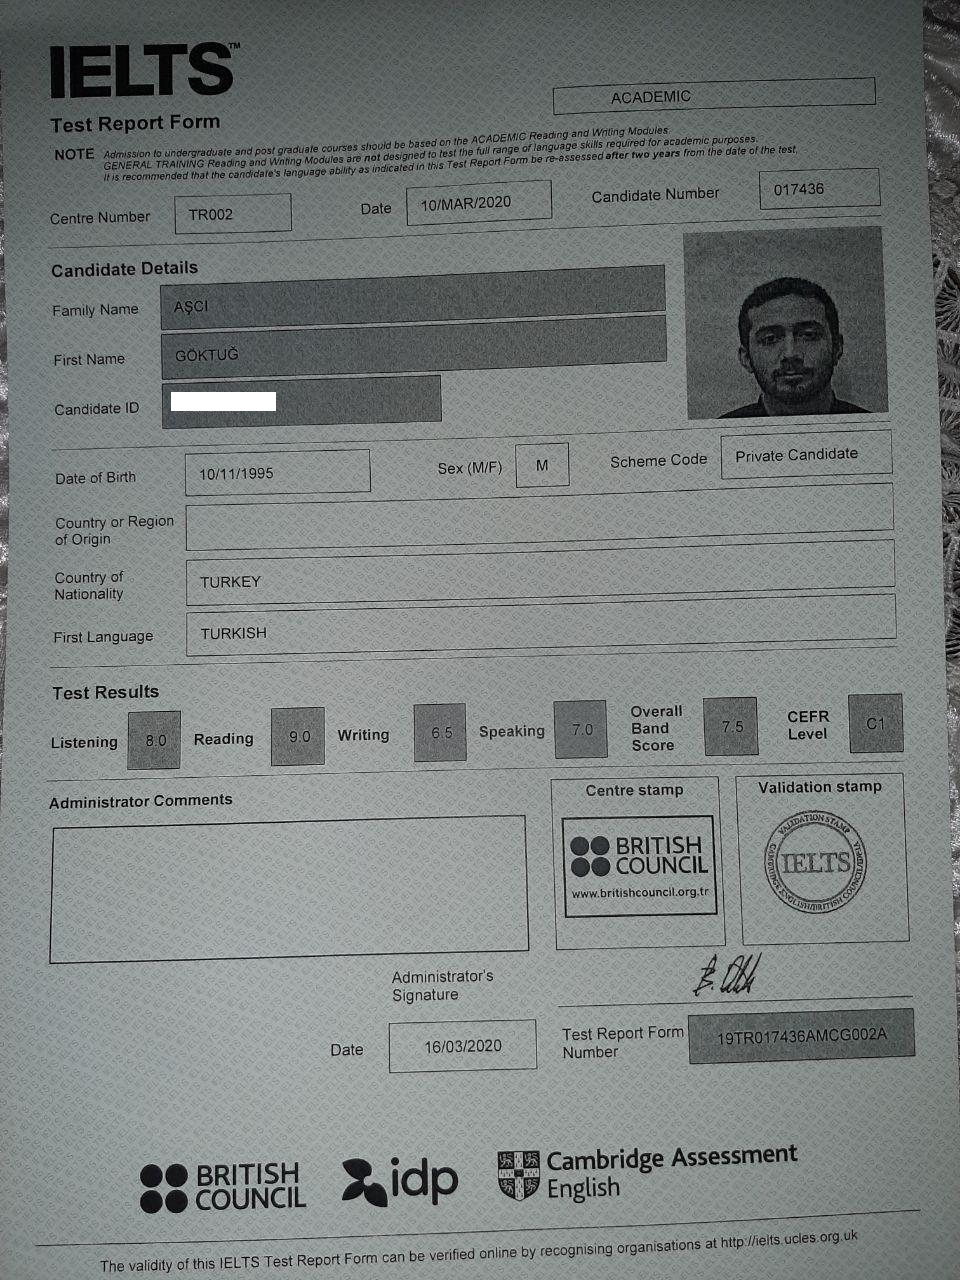 IELTS™
ACADEMIC
Test Report Form
NOTE Admission to undergraduate and post graduate courses should be based on the ACADEMIC Reading and Writing Modules.
GENERAL TRAINING Reading and Writing Modules are not designed to test the full range of language skills required for academic purposes.
It is recommended that the candidate's language ability as indicated in this Test Report Form be re-assessed after two years from the date of the test.
Centre Number TR002 Date 10/MAR/2020 Candidate Number 017436
Candidate Details
Family Name AŞCI
First Name GÖKTUĞ
Candidate ID
Date of Birth 10/11/1995 Sex (M/F) M Scheme Code Private Candidate
Country or Region
of Origin
Country of
Nationality TURKEY
First Language TURKISH
Test Results
Listening 8.0 Reading 9.0 Writing 6.5 Speaking 7.0 Overall Band Score 7.5 CEFR Level C1
Administrator Comments
Centre stamp
Validation stamp
BRITISH
COUNCIL
www.britishcouncil.org.tr
VALIDATION STAMP
IELTS
CAMBRIDGE ENGLISH/BRITISH COUNCIL/IDP:IEA
Administrator's
Signature
Date 16/03/2020
Test Report Form
Number 19TR017436AMCG002A
BRITISH
COUNCIL
idp
Cambridge Assessment
English
The validity of this IELTS Test Report Form can be verified online by recognising organisations at http://ielts.ucles.org.uk